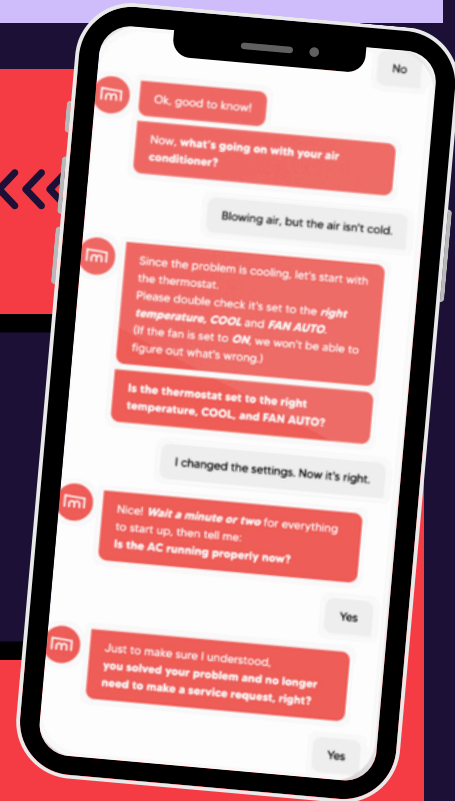 No
Ok, good to know!
Now, what's going on with your air
conditioner?
Blowing air, but the air isn't cold.
Since the problem is cooling, let's start with
the thermostat.
Please double check it's set to the right
temperature, COOL and FAN AUTO.
(If the fan is set to ON, we won't be able to
figure out what's wrong.)
Is the thermostat set to the right
temperature, COOL, and FAN AUTO?
I changed the settings. Now it's right.
Nice! Wait a minute or two for everything
to start up, then tell me:
Is the AC running properly now?
Yes
Just to make sure I understood,
you solved your problem and no longer
need to make a service request, right?
Yes